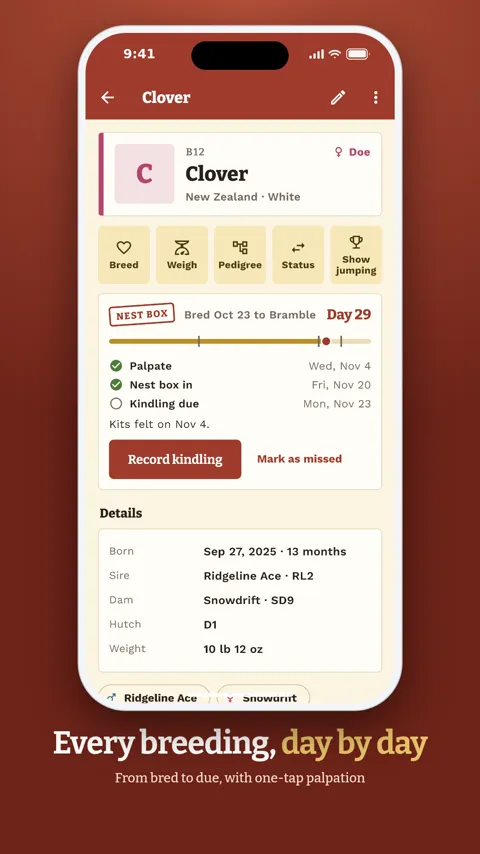 9:41
Clover
B12
Doe
C
Clover
New Zealand · White
Breed
Weigh
Pedigree
Status
Show jumping
NEST BOX
Bred Oct 23 to Bramble
Day 29
Palpate
Wed, Nov 4
Nest box in
Fri, Nov 20
Kindling due
Mon, Nov 23
Kits felt on Nov 4.
Record kindling
Mark as missed
Details
Born
Sep 27, 2025 · 13 months
Sire
Ridgeline Ace · RL2
Dam
Snowdrift · SD9
Hutch
D1
Weight
10 lb 12 oz
Ridgeline Ace
Snowdrift
Every breeding, day by day
From bred to due, with one-tap palpation